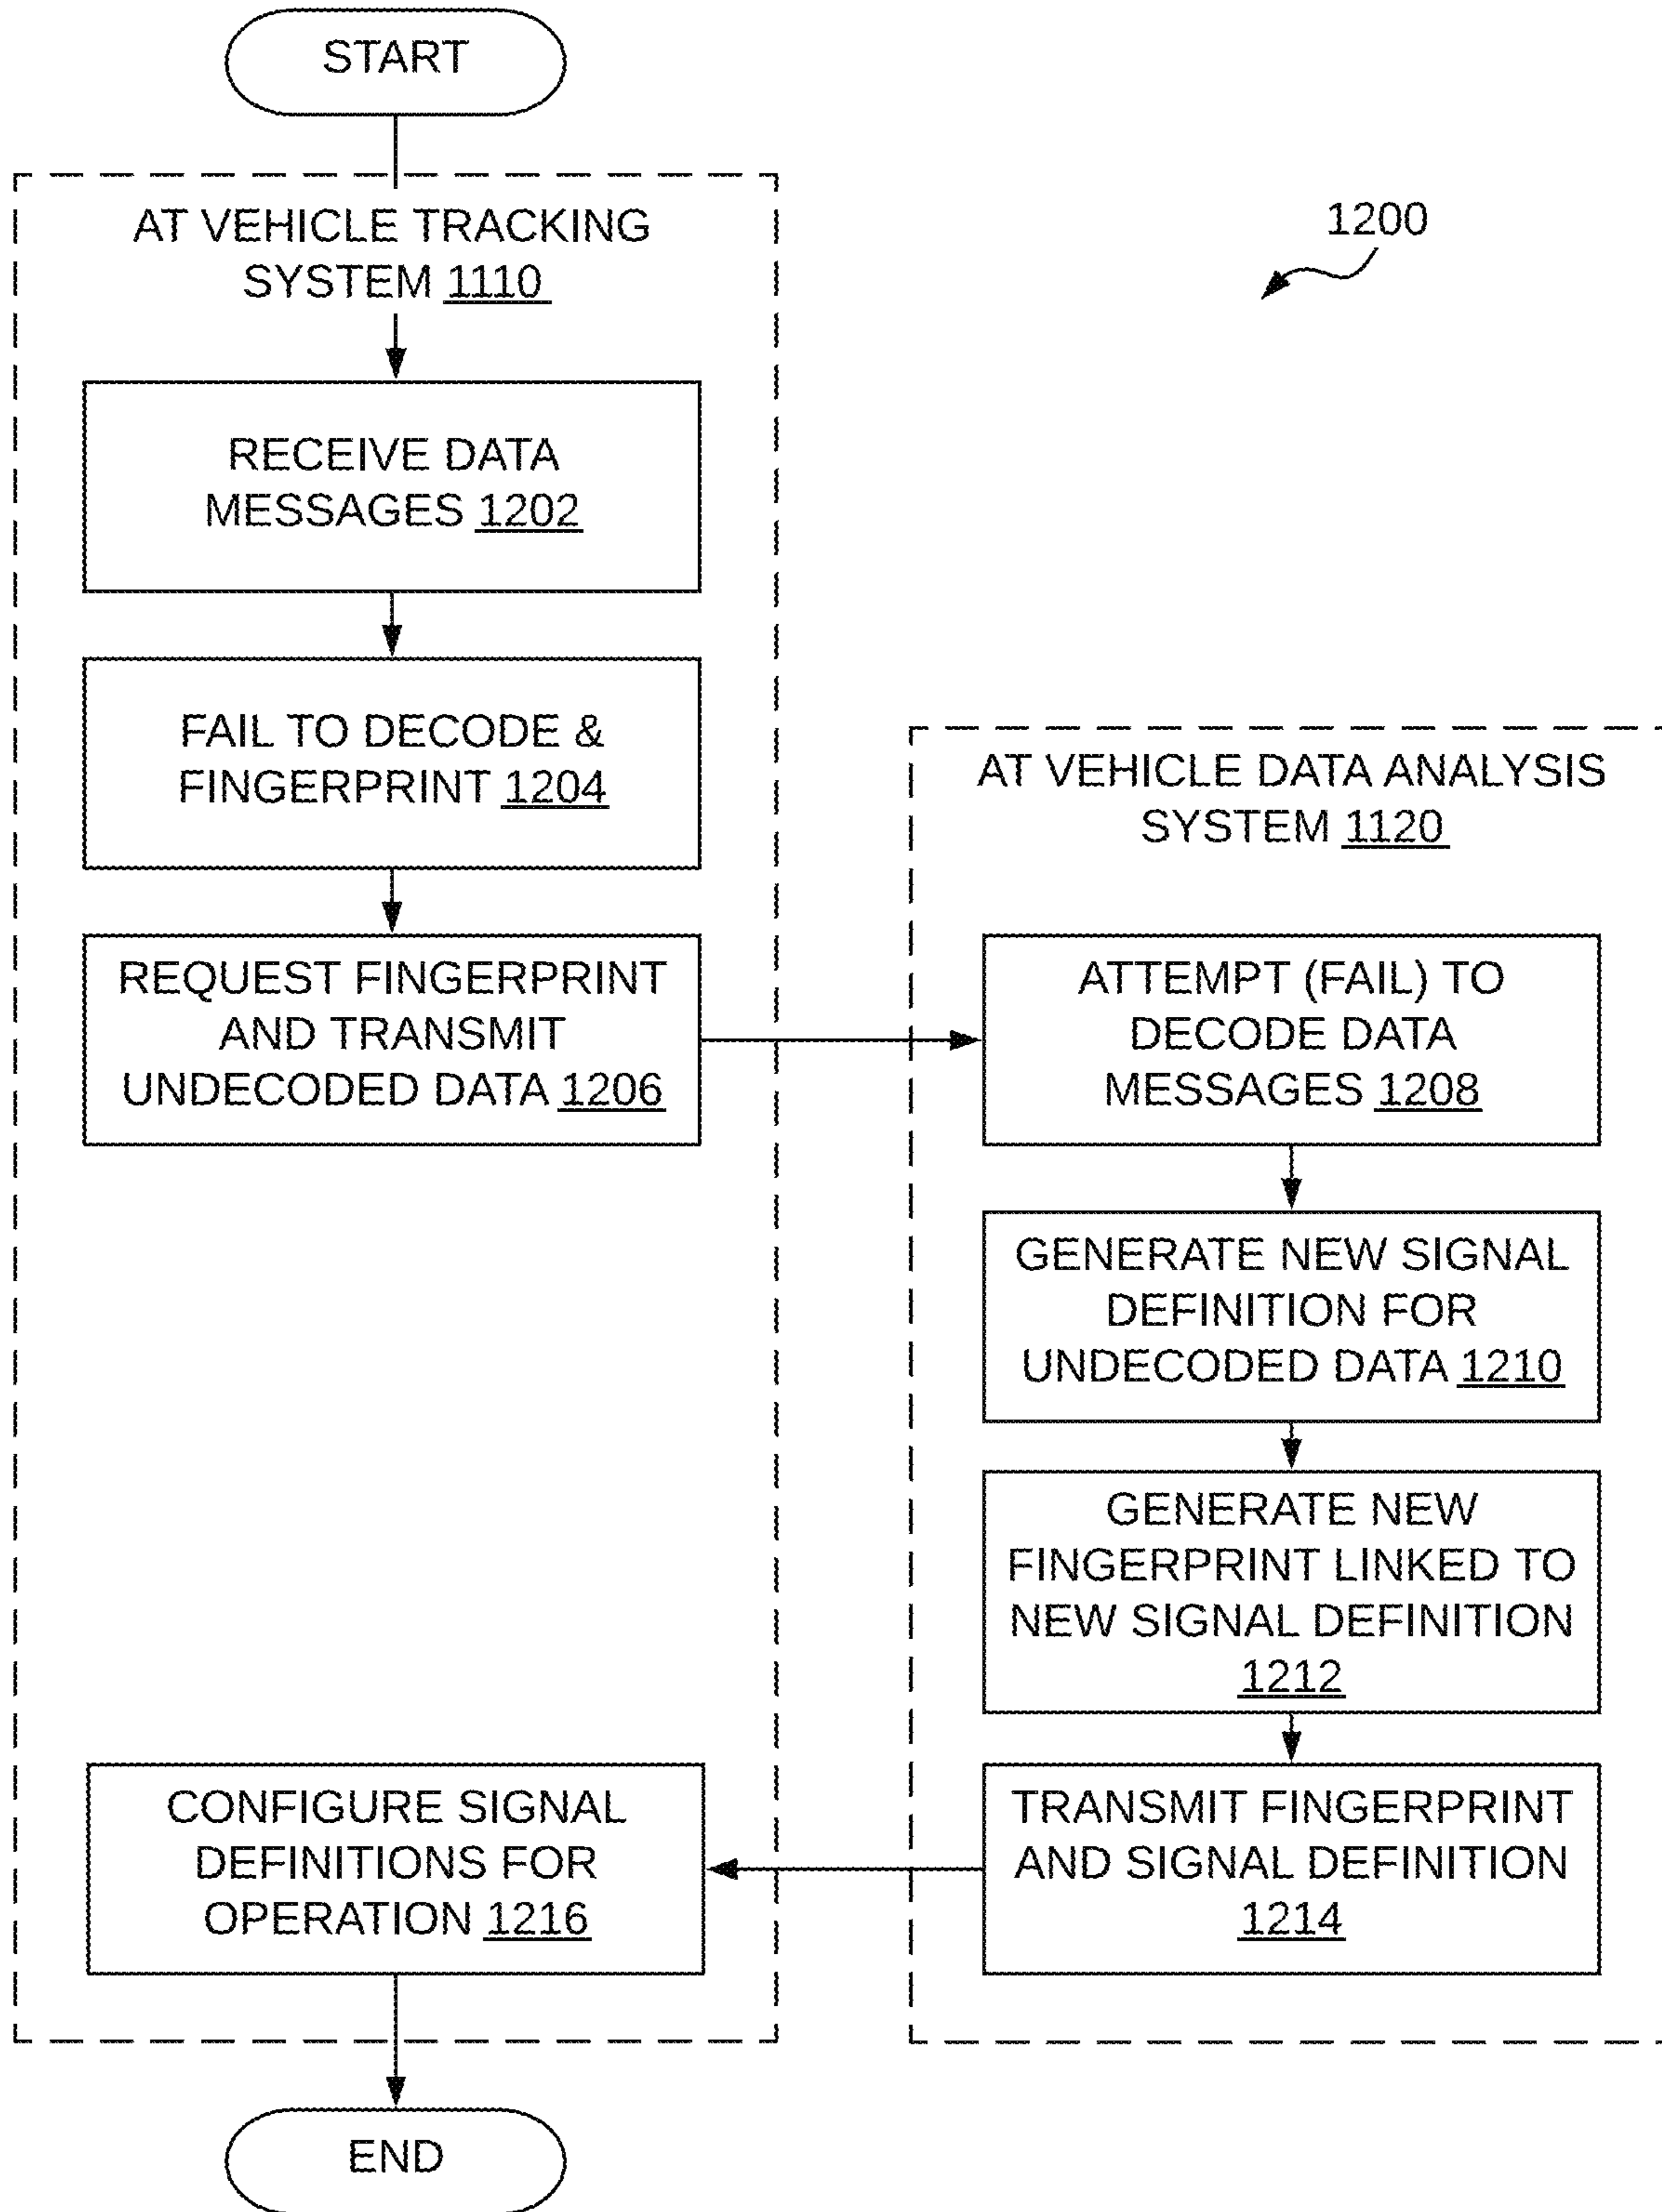 START
AT VEHICLE TRACKING
SYSTEM 1110
1200
RECEIVE DATA
MESSAGES 1202
FAIL TO DECODE &
FINGERPRINT 1204
REQUEST FINGERPRINT
AND TRANSMIT
UNDECODED DATA 1206
AT VEHICLE DATA ANALYSIS
SYSTEM 1120
ATTEMPT (FAIL) TO
DECODE DATA
MESSAGES 1208
GENERATE NEW SIGNAL
DEFINITION FOR
UNDECODED DATA 1210
GENERATE NEW
FINGERPRINT LINKED TO
NEW SIGNAL DEFINITION
1212
TRANSMIT FINGERPRINT
AND SIGNAL DEFINITION
1214
CONFIGURE SIGNAL
DEFINITIONS FOR
OPERATION 1216
END